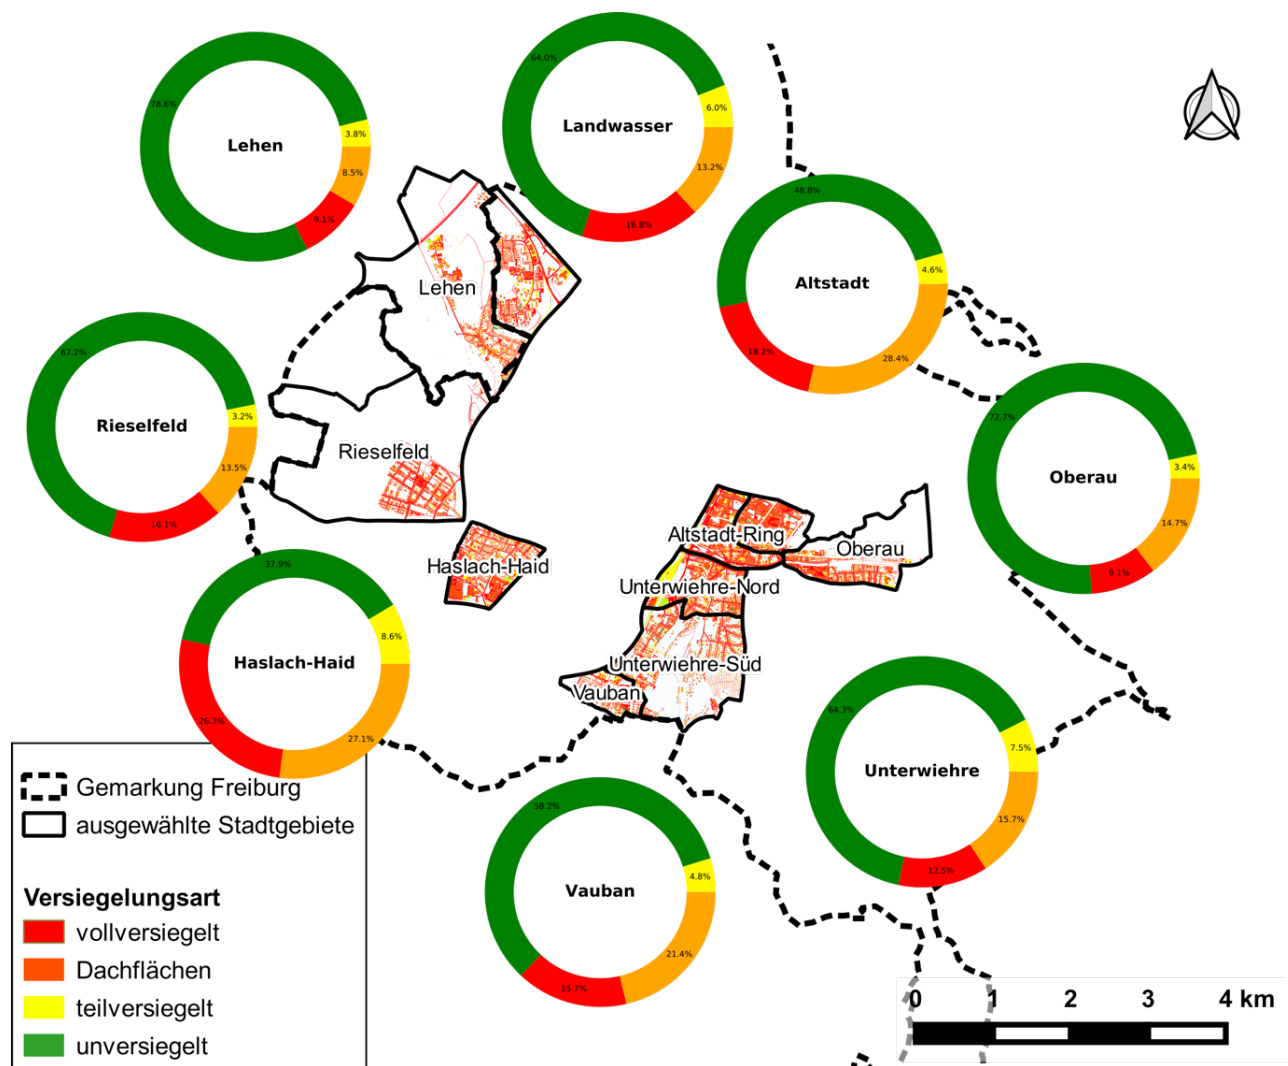 64.0%
6.0%
13.2%
16.8%
Landwasser
78.6%
3.8%
8.5%
9.1%
Lehen
48.8%
4.6%
28.4%
18.2%
Altstadt
Lehen
67.2%
3.2%
13.5%
16.1%
Rieselfeld
72.7%
3.4%
14.7%
9.1%
Oberau
Rieselfeld
Altstadt-Ring
Oberau
Haslach-Haid
Unterwiehre-Nord
Unterwiehre-Süd
Vauban
37.9%
8.6%
27.1%
26.3%
Haslach-Haid
64.3%
7.5%
15.7%
12.5%
Unterwiehre
58.2%
4.8%
21.4%
15.7%
Vauban
Gemarkung Freiburg
ausgewählte Stadtgebiete
Versiegelungsart
vollversiegelt
Dachflächen
teilversiegelt
unversiegelt
0 1 2 3 4 km